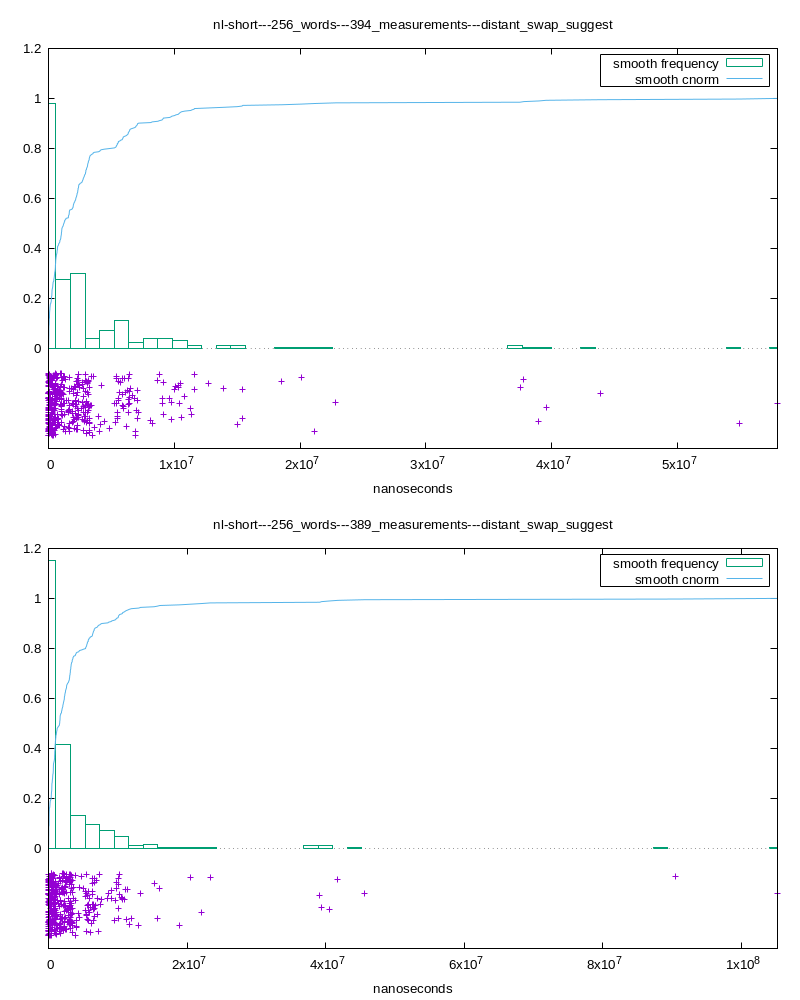 nl-short---256_words---394_measurements---distant_swap_suggest
1.2
smooth frequency
smooth cnorm
1
0.8
0.6
0.4
0.2
0
0 1x10^7 2x10^7 3x10^7 4x10^7 5x10^7
nanoseconds
nl-short---256_words---389_measurements---distant_swap_suggest
1.2
smooth frequency
smooth cnorm
1
0.8
0.6
0.4
0.2
0
0 2x10^7 4x10^7 6x10^7 8x10^7 1x10^8
nanoseconds